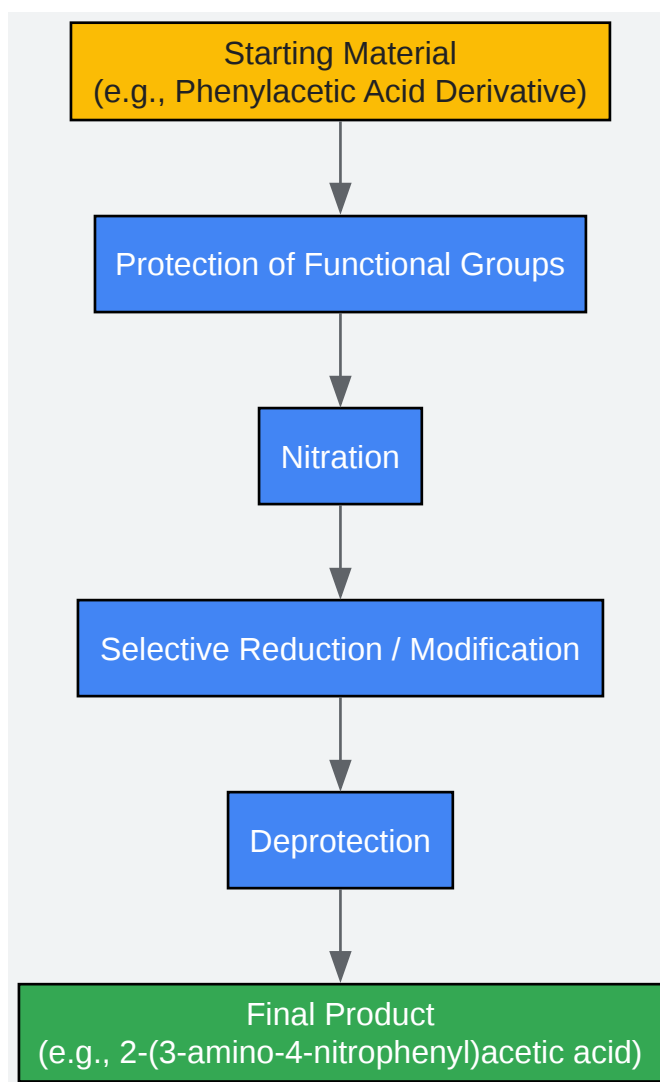 Starting Material
(e.g., Phenylacetic Acid Derivative)
Protection of Functional Groups
Nitration
Selective Reduction / Modification
Deprotection
Final Product
(e.g., 2-(3-amino-4-nitrophenyl)acetic acid)